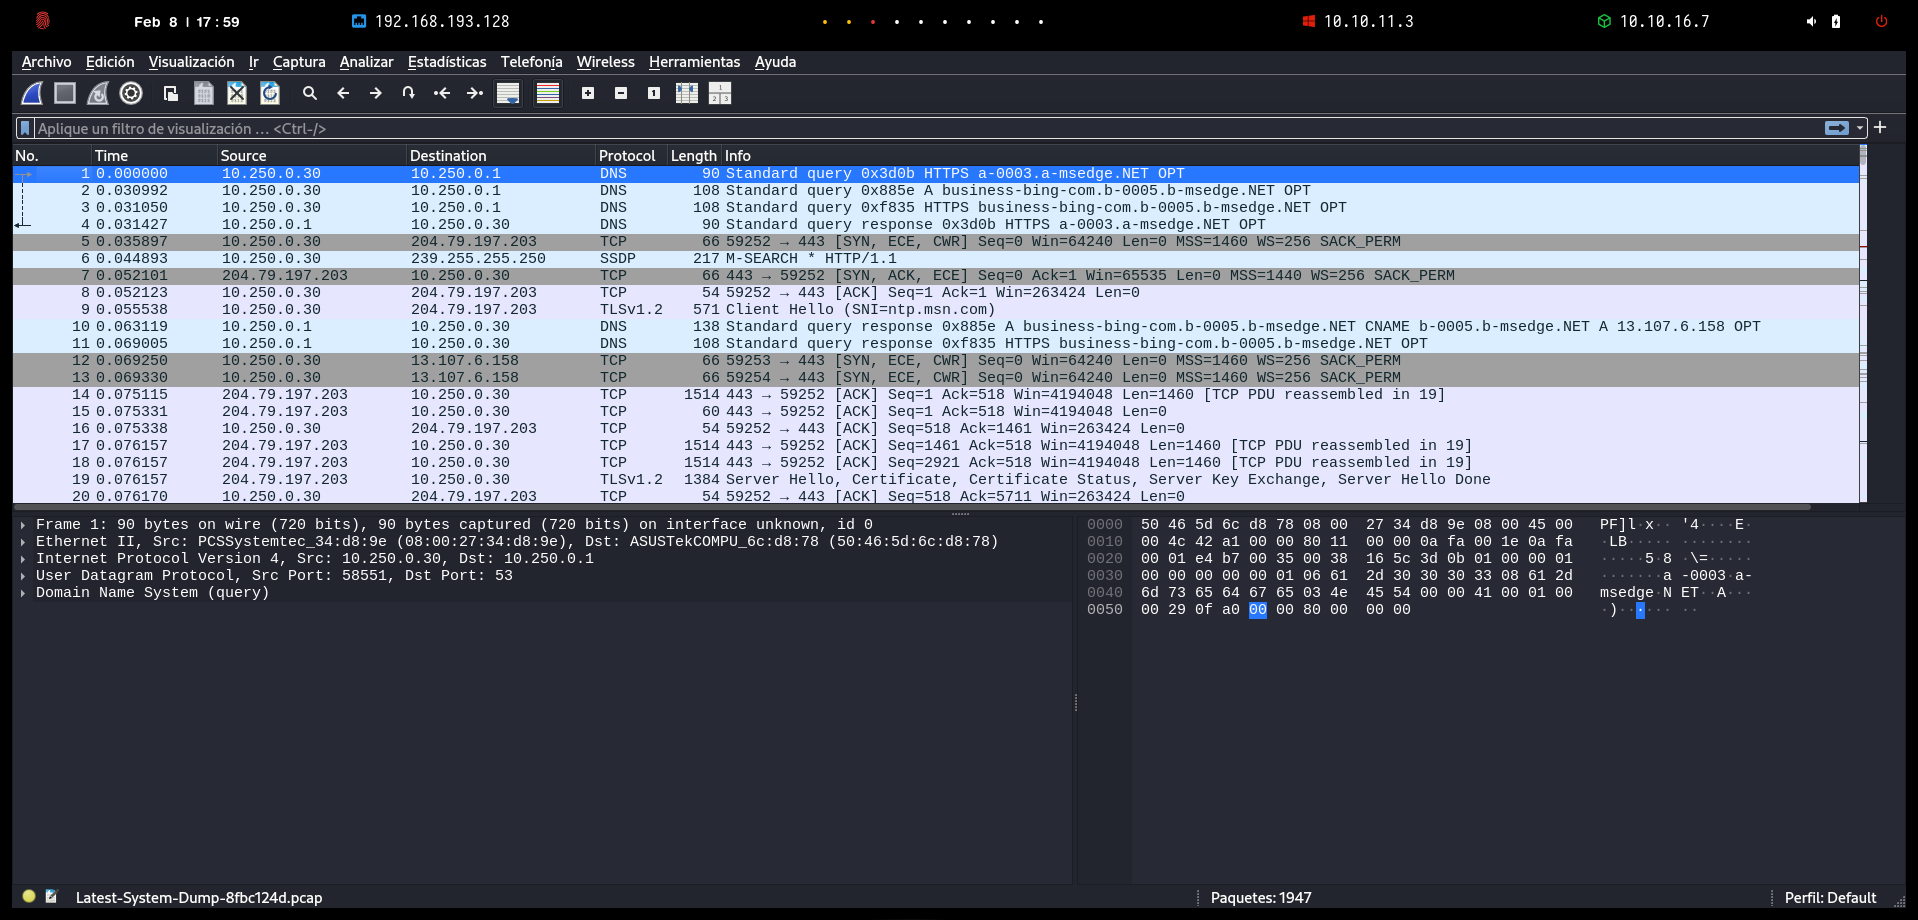 Feb 8 | 17:59 192.168.193.128 10.10.11.3 10.10.16.7
Archivo Edición Visualización Ir Captura Analizar Estadísticas Telefonía Wireless Herramientas Ayuda
Aplique un filtro de visualización … <Ctrl-/>
No. Time Source Destination Protocol Length Info
1 0.000000 10.250.0.30 10.250.0.1 DNS 90 Standard query 0x3d0b HTTPS a-0003.a-msedge.NET OPT
2 0.030992 10.250.0.30 10.250.0.1 DNS 108 Standard query 0x885e A business-bing-com.b-0005.b-msedge.NET OPT
3 0.031050 10.250.0.30 10.250.0.1 DNS 108 Standard query 0xf835 HTTPS business-bing-com.b-0005.b-msedge.NET OPT
4 0.031427 10.250.0.1 10.250.0.30 DNS 90 Standard query response 0x3d0b HTTPS a-0003.a-msedge.NET OPT
5 0.035897 10.250.0.30 204.79.197.203 TCP 66 59252 → 443 [SYN, ECE, CWR] Seq=0 Win=64240 Len=0 MSS=1460 WS=256 SACK_PERM
6 0.044893 10.250.0.30 239.255.255.250 SSDP 217 M-SEARCH * HTTP/1.1
7 0.052101 204.79.197.203 10.250.0.30 TCP 66 443 → 59252 [SYN, ACK, ECE] Seq=0 Ack=1 Win=65535 Len=0 MSS=1440 WS=256 SACK_PERM
8 0.052123 10.250.0.30 204.79.197.203 TCP 54 59252 → 443 [ACK] Seq=1 Ack=1 Win=263424 Len=0
9 0.055538 10.250.0.30 204.79.197.203 TLSv1.2 571 Client Hello (SNI=ntp.msn.com)
10 0.063119 10.250.0.1 10.250.0.30 DNS 138 Standard query response 0x885e A business-bing-com.b-0005.b-msedge.NET CNAME b-0005.b-msedge.NET A 13.107.6.158 OPT
11 0.069005 10.250.0.1 10.250.0.30 DNS 108 Standard query response 0xf835 HTTPS business-bing-com.b-0005.b-msedge.NET OPT
12 0.069250 10.250.0.30 13.107.6.158 TCP 66 59253 → 443 [SYN, ECE, CWR] Seq=0 Win=64240 Len=0 MSS=1460 WS=256 SACK_PERM
13 0.069330 10.250.0.30 13.107.6.158 TCP 66 59254 → 443 [SYN, ECE, CWR] Seq=0 Win=64240 Len=0 MSS=1460 WS=256 SACK_PERM
14 0.075115 204.79.197.203 10.250.0.30 TCP 1514 443 → 59252 [ACK] Seq=1 Ack=518 Win=4194048 Len=1460 [TCP PDU reassembled in 19]
15 0.075331 204.79.197.203 10.250.0.30 TCP 60 443 → 59252 [ACK] Seq=1 Ack=518 Win=4194048 Len=0
16 0.075338 10.250.0.30 204.79.197.203 TCP 54 59252 → 443 [ACK] Seq=518 Ack=1461 Win=263424 Len=0
17 0.076157 204.79.197.203 10.250.0.30 TCP 1514 443 → 59252 [ACK] Seq=1461 Ack=518 Win=4194048 Len=1460 [TCP PDU reassembled in 19]
18 0.076157 204.79.197.203 10.250.0.30 TCP 1514 443 → 59252 [ACK] Seq=2921 Ack=518 Win=4194048 Len=1460 [TCP PDU reassembled in 19]
19 0.076157 204.79.197.203 10.250.0.30 TLSv1.2 1384 Server Hello, Certificate, Certificate Status, Server Key Exchange, Server Hello Done
20 0.076170 10.250.0.30 204.79.197.203 TCP 54 59252 → 443 [ACK] Seq=518 Ack=5711 Win=263424 Len=0
Frame 1: 90 bytes on wire (720 bits), 90 bytes captured (720 bits) on interface unknown, id 0
Ethernet II, Src: PCSSystemtec_34:d8:9e (08:00:27:34:d8:9e), Dst: ASUSTekCOMPU_6c:d8:78 (50:46:5d:6c:d8:78)
Internet Protocol Version 4, Src: 10.250.0.30, Dst: 10.250.0.1
User Datagram Protocol, Src Port: 58551, Dst Port: 53
Domain Name System (query)
0000 50 46 5d 6c d8 78 08 00 27 34 d8 9e 08 00 45 00 PF]l·x·· '4····E·
0010 00 4c 42 a1 00 00 80 11 00 00 0a fa 00 1e 0a fa ·LB····· ········
0020 00 01 e4 b7 00 35 00 38 16 5c 3d 0b 01 00 00 01 ·····5·8 ·\=·····
0030 00 00 00 00 00 01 06 61 2d 30 30 30 33 08 61 2d ·······a -0003·a-
0040 6d 73 65 64 67 65 03 4e 45 54 00 00 41 00 01 00 msedge·N ET··A···
0050 00 29 0f a0 00 00 80 00 00 00 ·)······ ··
Latest-System-Dump-8fbc124d.pcap Paquetes: 1947 Perfil: Default